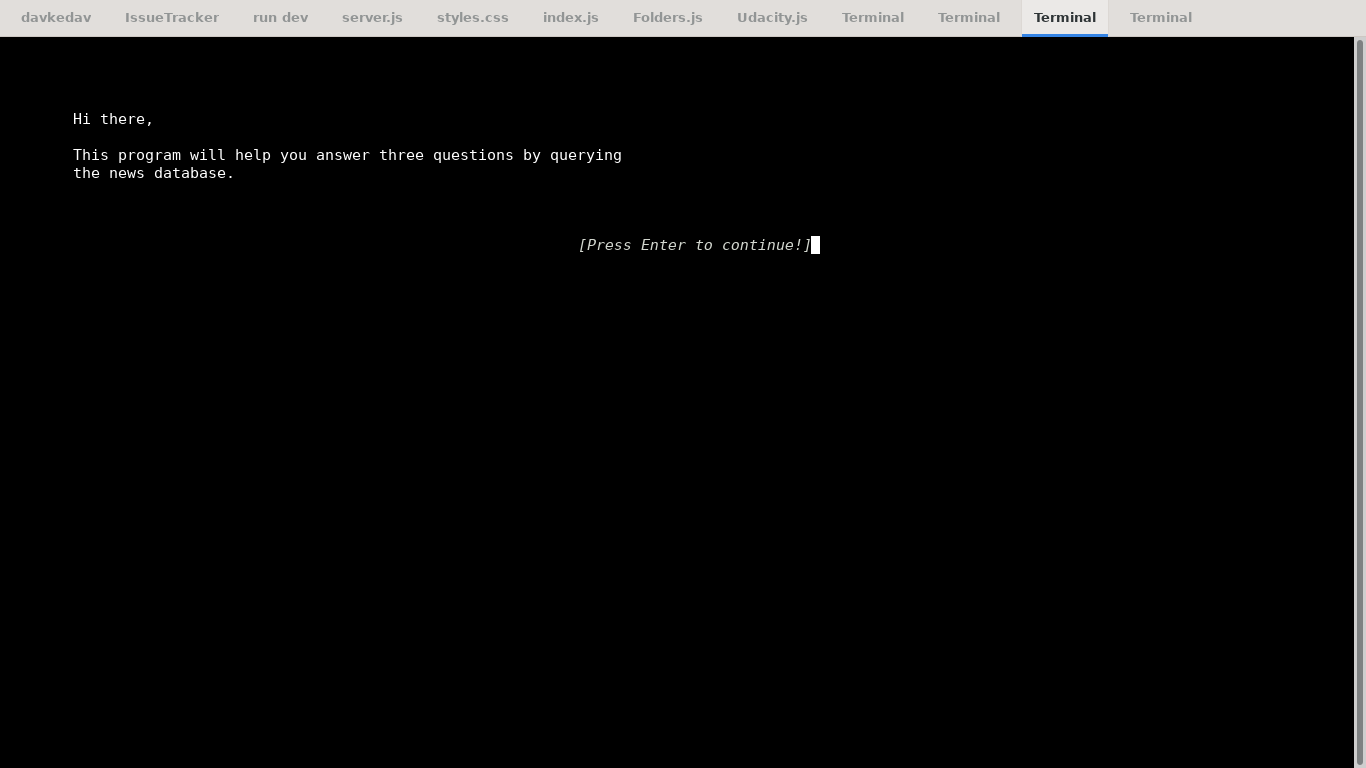 davkedav IssueTracker run dev server.js styles.css index.js Folders.js Udacity.js Terminal Terminal Terminal Terminal
Hi there,
This program will help you answer three questions by querying
the news database.
[Press Enter to continue!]